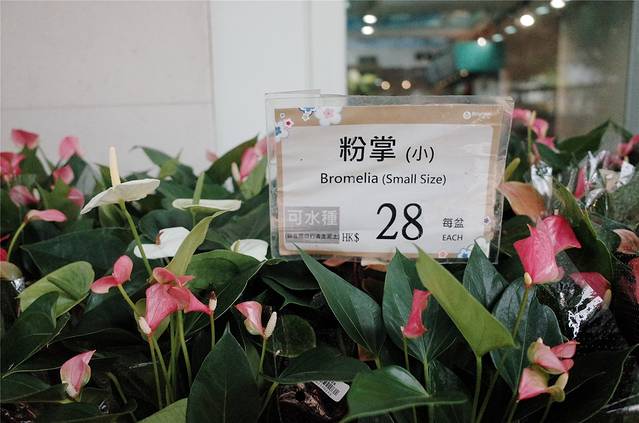 粉掌 (小)
Bromelia (Small Size)
可水種
HK$ 28 每盆
EACH